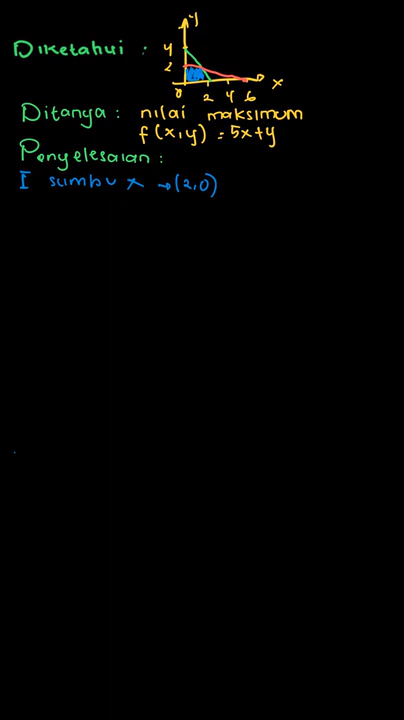 Diketahui :
y
4
2
0 2 4 6 x
Ditanya : nilai maksimum
f(x,y) = 5x+y
Penyelesaian :
I sumbu x → (2,0)